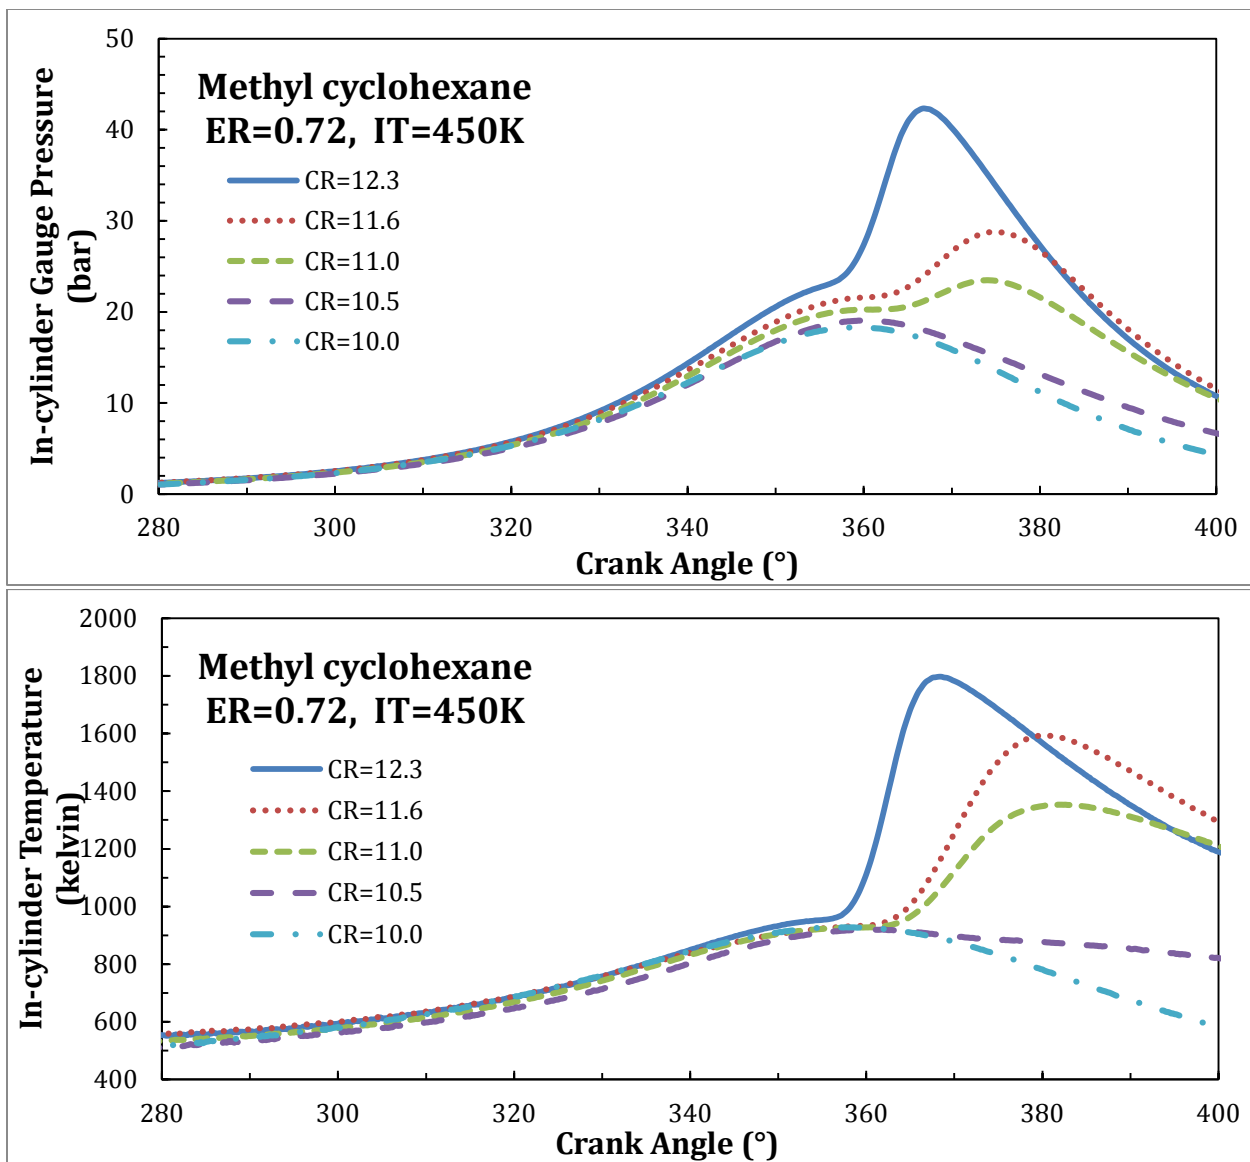 In-cylinder Gauge Pressure
(bar)
50
40
30
20
10
0
Methyl cyclohexane
ER=0.72, IT=450K
CR=12.3
CR=11.6
CR=11.0
CR=10.5
CR=10.0
280
300
320
340
360
380
400
Crank Angle (°)
In-cylinder Temperature
(kelvin)
2000
1800
1600
1400
1200
1000
800
600
400
Methyl cyclohexane
ER=0.72, IT=450K
CR=12.3
CR=11.6
CR=11.0
CR=10.5
CR=10.0
280
300
320
340
360
380
400
Crank Angle (°)